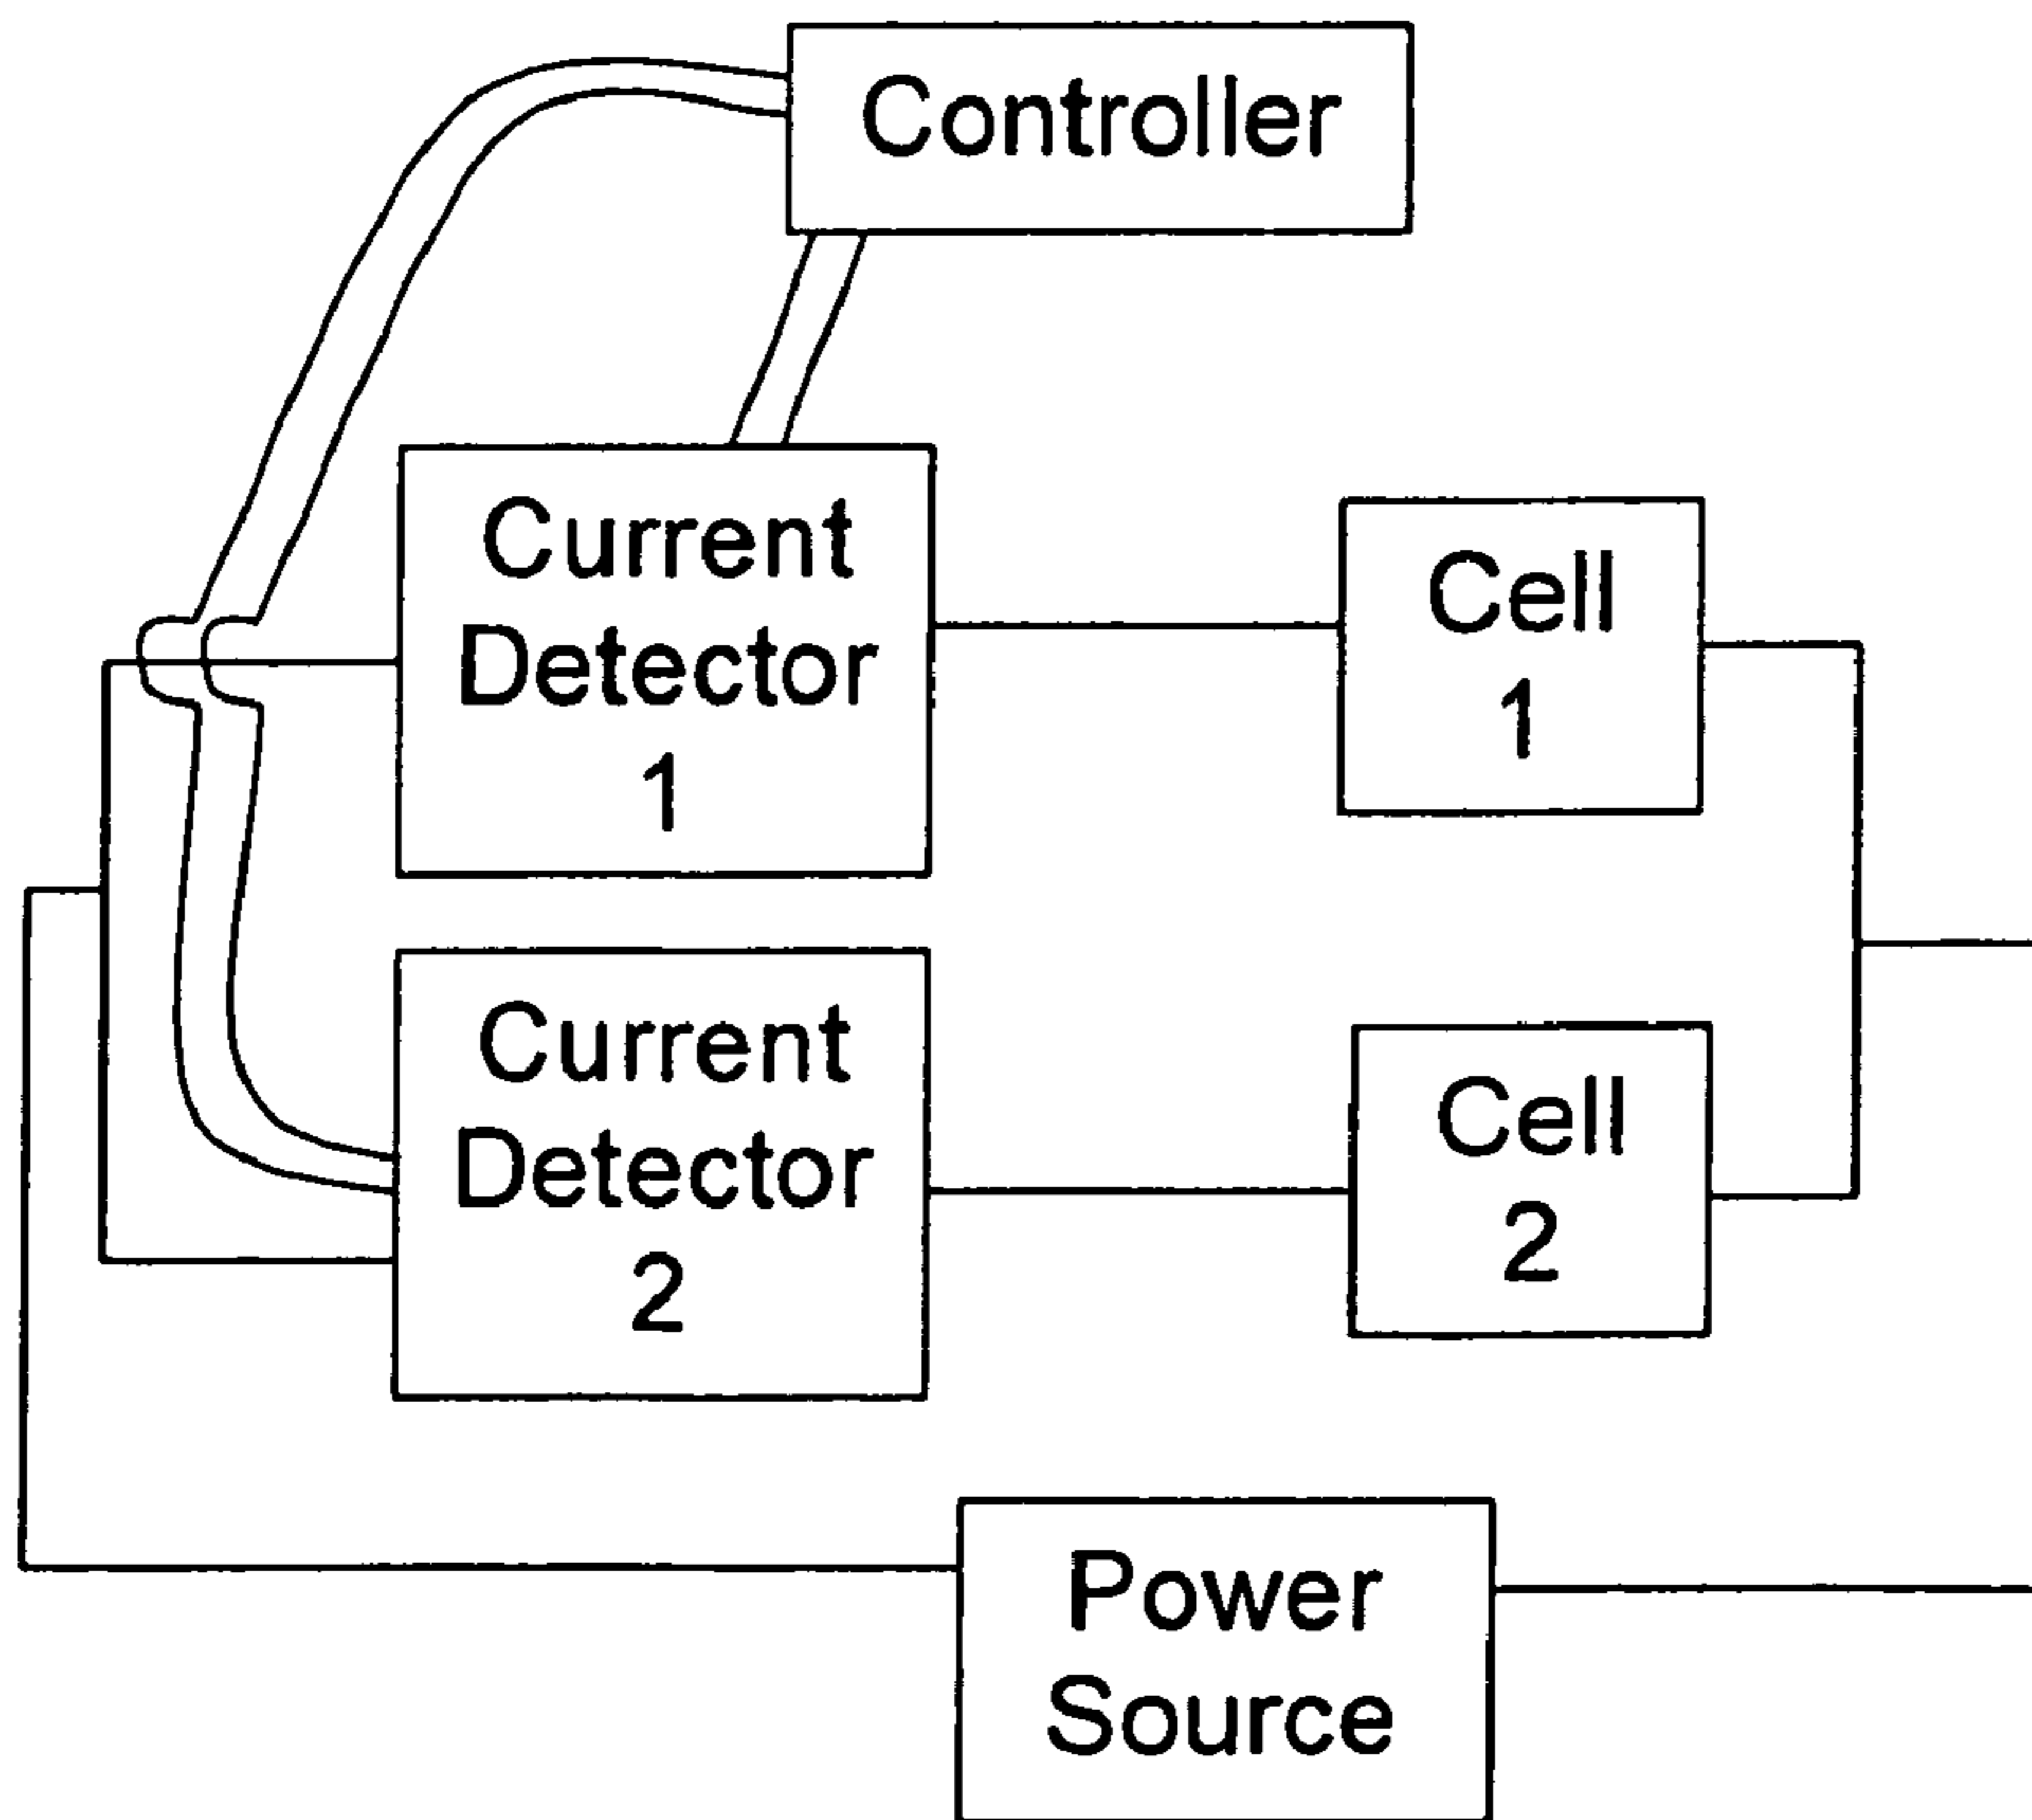 Controller
Current
Detector
1
Cell
1
Current
Detector
2
Cell
2
Power
Source